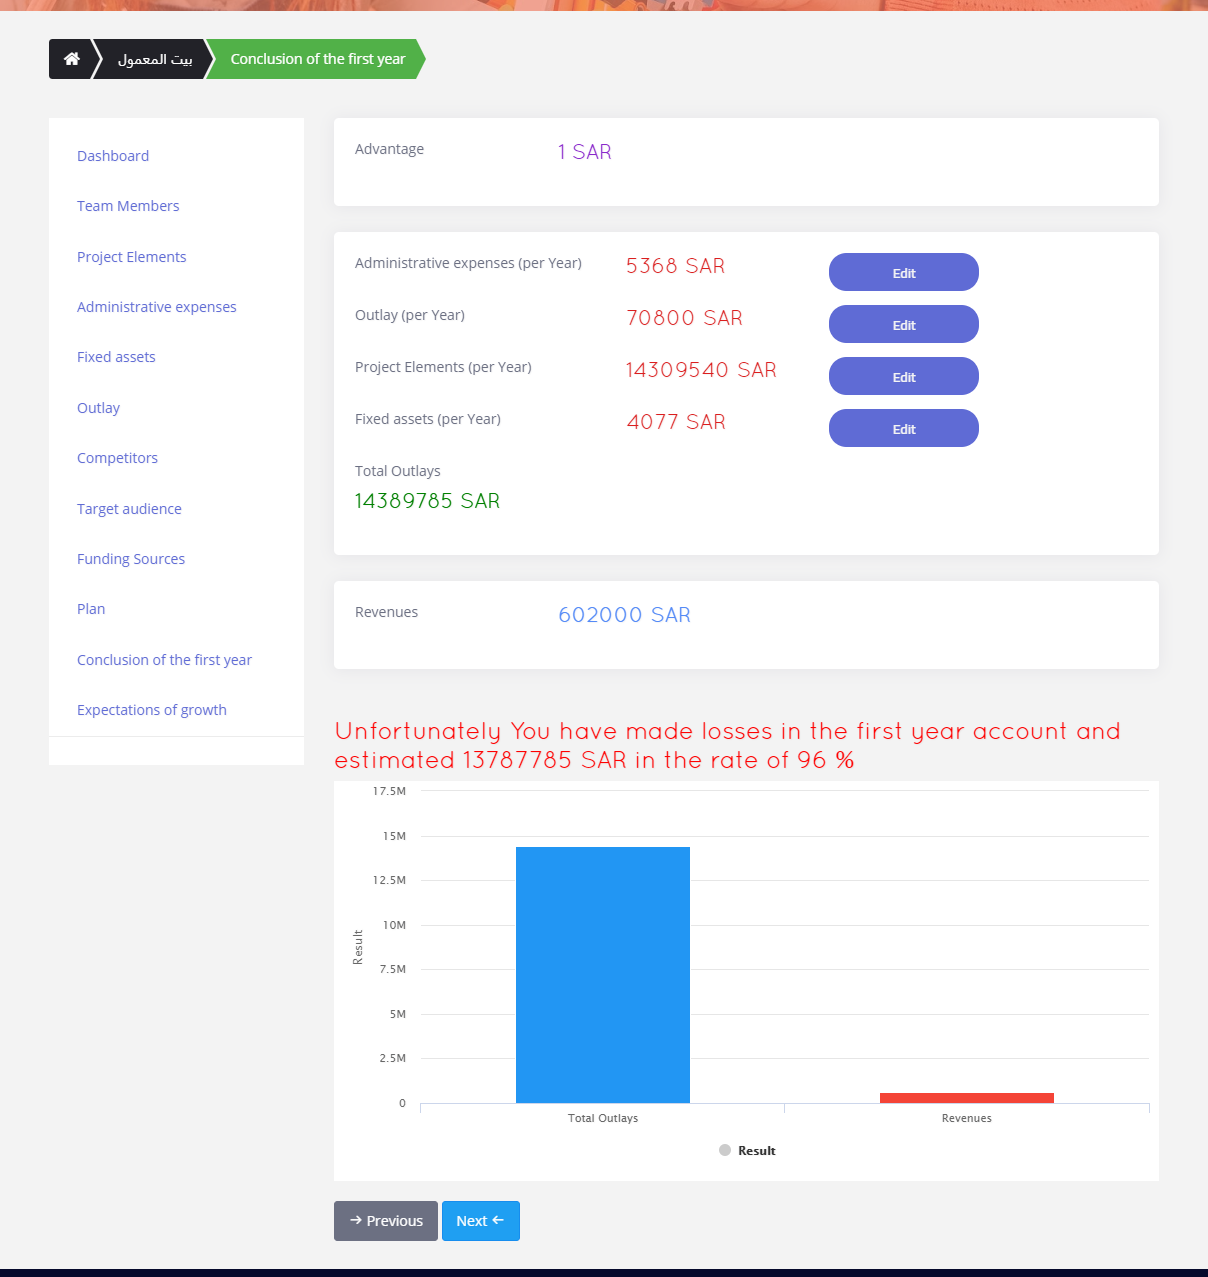 بيت المعمول
Conclusion of the first year
Dashboard
Team Members
Project Elements
Administrative expenses
Fixed assets
Outlay
Competitors
Target audience
Funding Sources
Plan
Conclusion of the first year
Expectations of growth
Advantage 1 SAR
Administrative expenses (per Year) 5368 SAR Edit
Outlay (per Year) 70800 SAR Edit
Project Elements (per Year) 14309540 SAR Edit
Fixed assets (per Year) 4077 SAR Edit
Total Outlays
14389785 SAR
Revenues 602000 SAR
Unfortunately You have made losses in the first year account and
estimated 13787785 SAR in the rate of 96 %
17.5M
15M
12.5M
10M
7.5M
5M
2.5M
0
Result
Total Outlays Revenues
Result
Previous Next